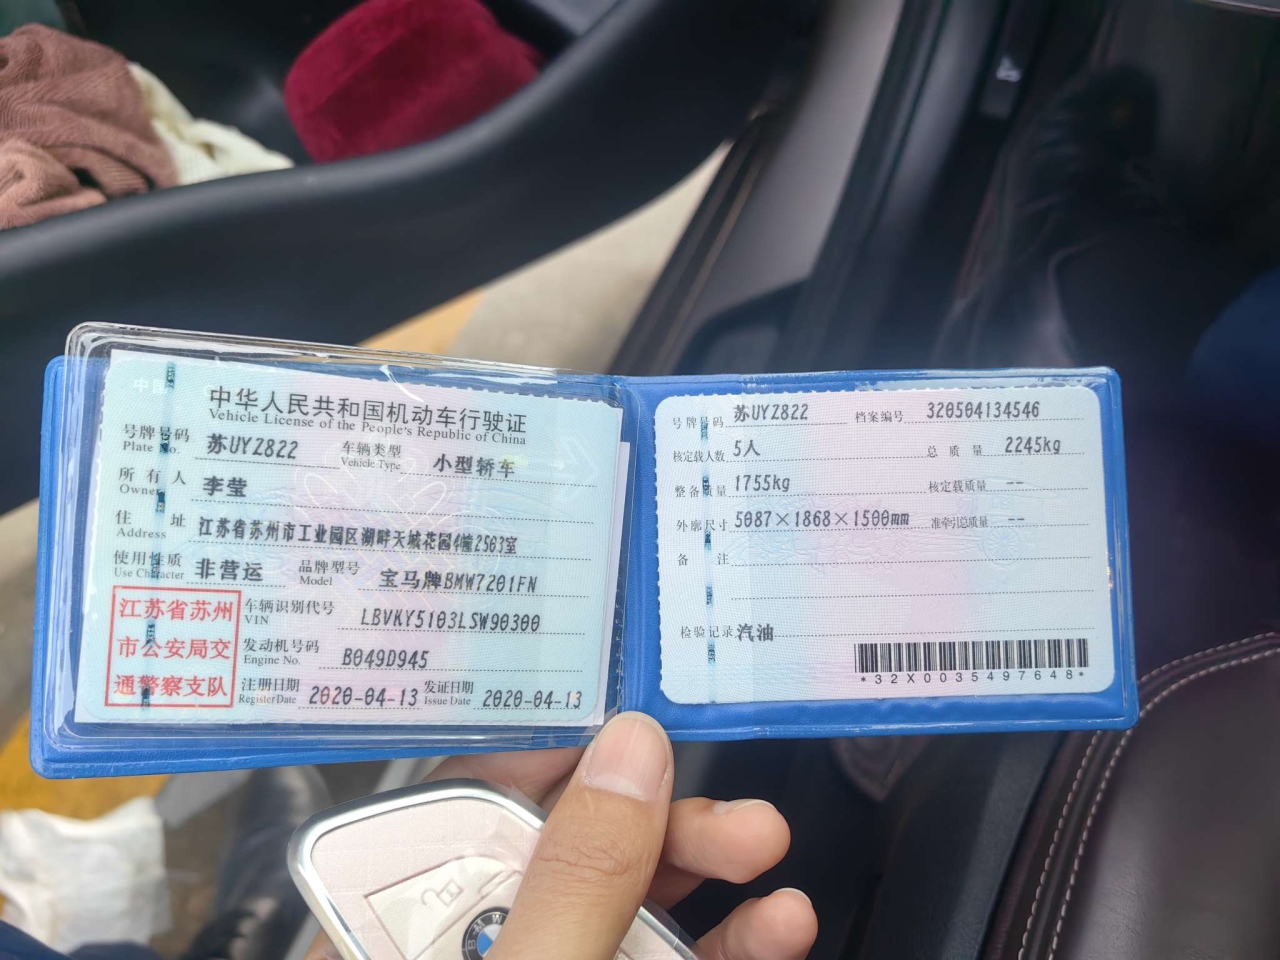 中国
中华人民共和国机动车行驶证
Vehicle License of the People's Republic of China
号牌号码 苏UYZ822 车辆类型 小型轿车
Plate No. Vehicle Type
所有人 李莹
Owner
住址 江苏省苏州市工业园区湖畔天城花园4幢2503室
Address
使用性质 非营运 品牌型号 宝马牌BMW7201FN
Use Character Model
江苏省苏州
市公安局交
通警察支队
车辆识别代号 LBVKY5103LSW90300
VIN
发动机号码 B049D945
Engine No.
注册日期 2020-04-13 发证日期 2020-04-13
Register Date Issue Date
号牌号码 苏UYZ822 档案编号 320504134546
核定载人数 5人 总质量 2245kg
整备质量 1755kg 核定载质量 --
外廓尺寸 5087×1868×1500mm 准牵引总质量 --
备注
检验记录 汽油
*32X0035497648*
BMW